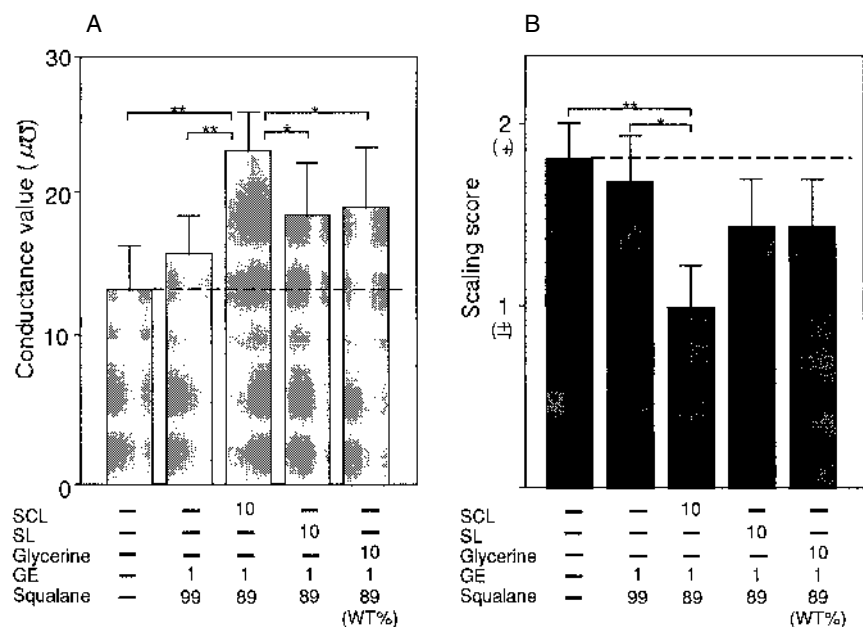 A
B
30
20
10
0
Conductance value (μ℧)
**
*
**
*
SCL — — 10 — —
SL — — — 10 —
Glycerine — — — — 10
GE — 1 1 1 1
Squalane — 99 89 89 89
(WT%)
2
(+)
1
(±)
Scaling score
**
*
SCL — — 10 — —
SL — — — 10 —
Glycerine — — — — 10
GE — 1 1 1 1
Squalane — 99 89 89 89
(WT%)